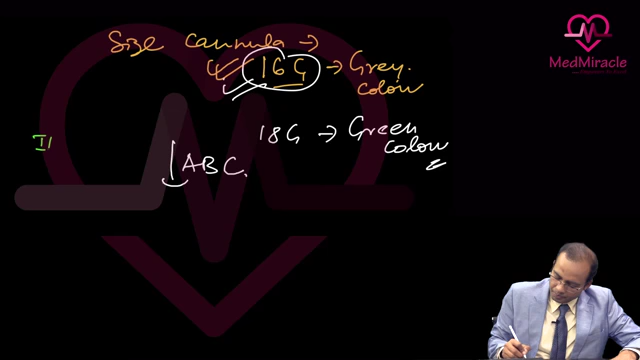 MedMiracle
Size cannula →
16G → Grey
colour
18G → Green
colour
ABC.